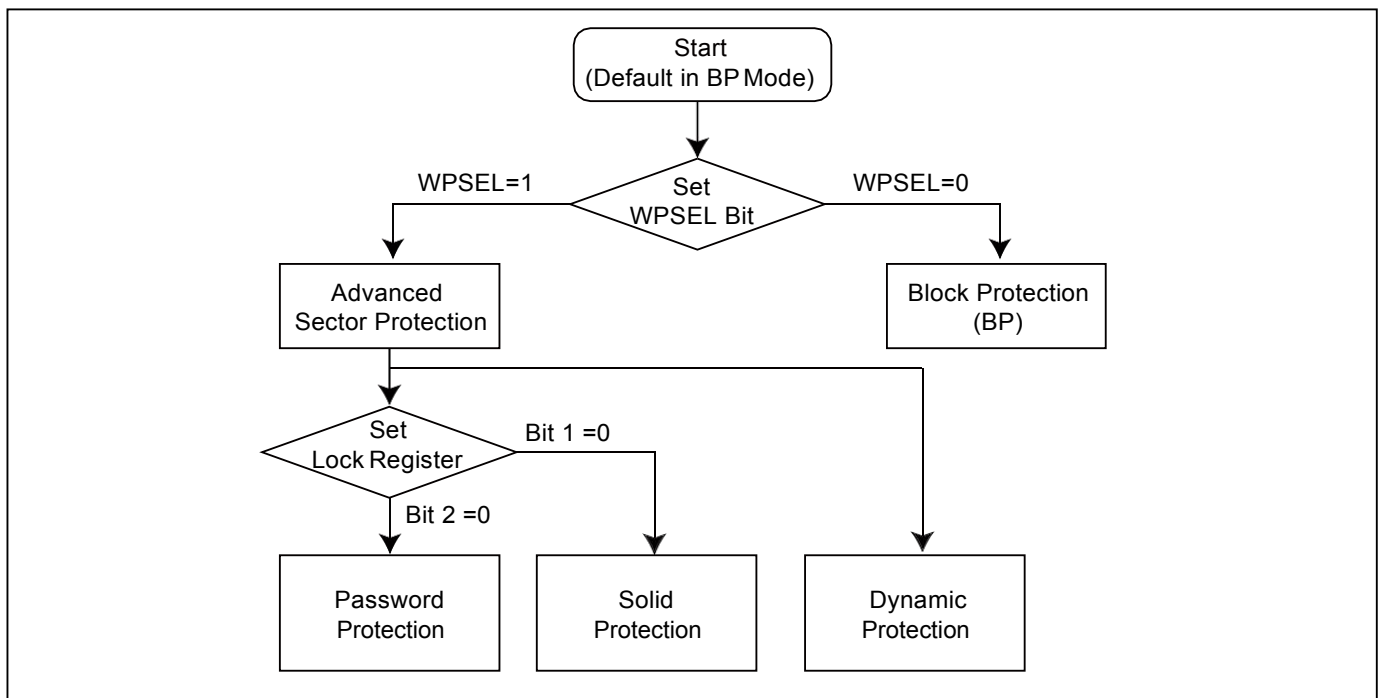 Start
(Default in BP Mode)
WPSEL=1
Set
WPSEL Bit
WPSEL=0
Advanced
Sector Protection
Block Protection
(BP)
Set
Lock Register
Bit 1 =0
Bit 2 =0
Password
Protection
Solid
Protection
Dynamic
Protection